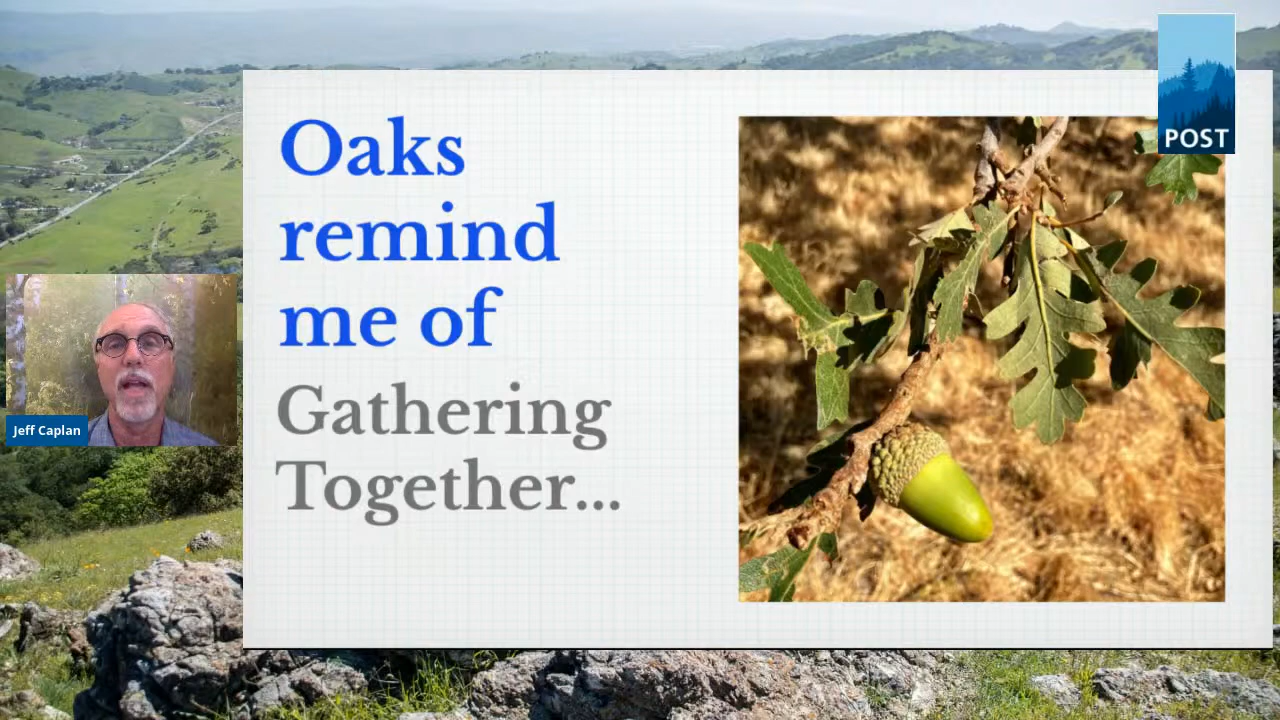 Oaks
remind
me of
Gathering
Together...
POST
Jeff Caplan